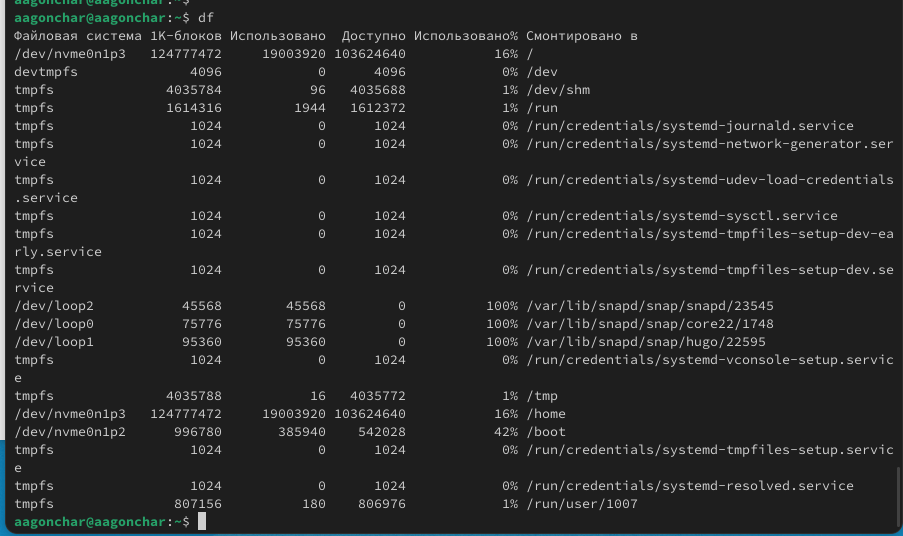 aagonchar@aagonchar:~$
aagonchar@aagonchar:~$ df
Файловая система 1K-блоков Использовано  Доступно Использовано% Смонтировано в
/dev/nvme0n1p3   124777472     19003920 103624640           16% /
devtmpfs              4096            0      4096            0% /dev
tmpfs              4035784           96   4035688            1% /dev/shm
tmpfs              1614316         1944   1612372            1% /run
tmpfs                 1024            0      1024            0% /run/credentials/systemd-journald.service
tmpfs                 1024            0      1024            0% /run/credentials/systemd-network-generator.ser
vice
tmpfs                 1024            0      1024            0% /run/credentials/systemd-udev-load-credentials
.service
tmpfs                 1024            0      1024            0% /run/credentials/systemd-sysctl.service
tmpfs                 1024            0      1024            0% /run/credentials/systemd-tmpfiles-setup-dev-ea
rly.service
tmpfs                 1024            0      1024            0% /run/credentials/systemd-tmpfiles-setup-dev.se
rvice
/dev/loop2           45568        45568         0          100% /var/lib/snapd/snap/snapd/23545
/dev/loop0           75776        75776         0          100% /var/lib/snapd/snap/core22/1748
/dev/loop1           95360        95360         0          100% /var/lib/snapd/snap/hugo/22595
tmpfs                 1024            0      1024            0% /run/credentials/systemd-vconsole-setup.servic
e
tmpfs              4035788           16   4035772            1% /tmp
/dev/nvme0n1p3   124777472     19003920 103624640           16% /home
/dev/nvme0n1p2      996780       385940    542028           42% /boot
tmpfs                 1024            0      1024            0% /run/credentials/systemd-tmpfiles-setup.servic
e
tmpfs                 1024            0      1024            0% /run/credentials/systemd-resolved.service
tmpfs               807156          180    806976            1% /run/user/1007
aagonchar@aagonchar:~$